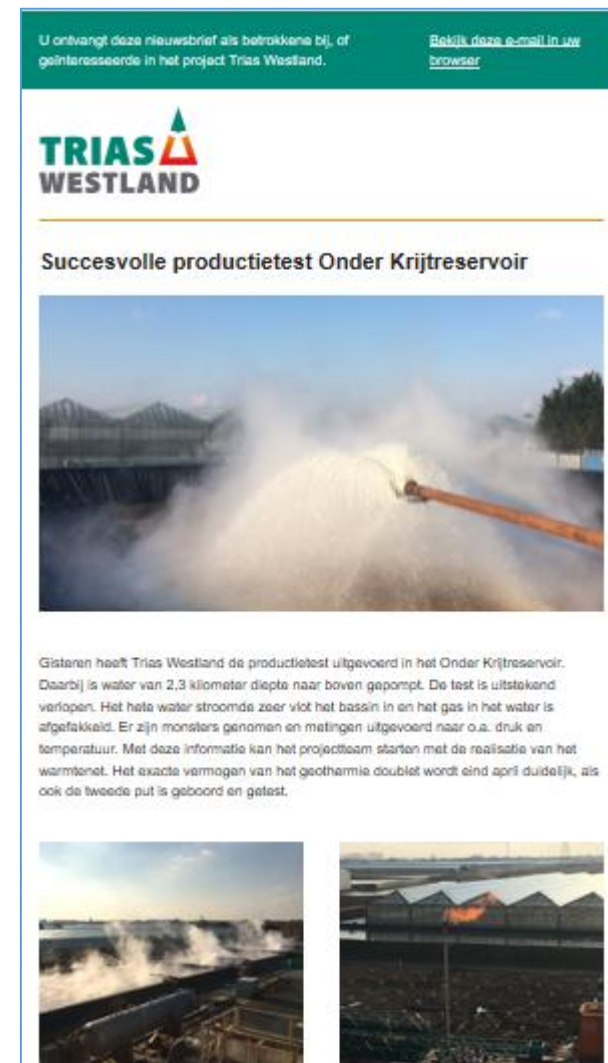 U ontvangt deze nieuwsbrief als betrokkene bij, of
geïnteresseerde in het project Trias Westland.
Bekijk deze e-mail in uw
browser
TRIAS
WESTLAND
Succesvolle productietest Onder Krijtreservoir
Gisteren heeft Trias Westland de productietest uitgevoerd in het Onder Krijtreservoir.
Daarbij is water van 2,3 kilometer diepte naar boven gepompt. De test is uitstekend
verlopen. Het hete water stroomde zeer vlot het bassin in en het gas in het water is
afgefakkeld. Er zijn monsters genomen en metingen uitgevoerd naar o.a. druk en
temperatuur. Met deze informatie kan het projectteam starten met de realisatie van het
warmtenet. Het exacte vermogen van het geothermie doublet wordt eind april duidelijk, als
ook de tweede put is geboord en getest.